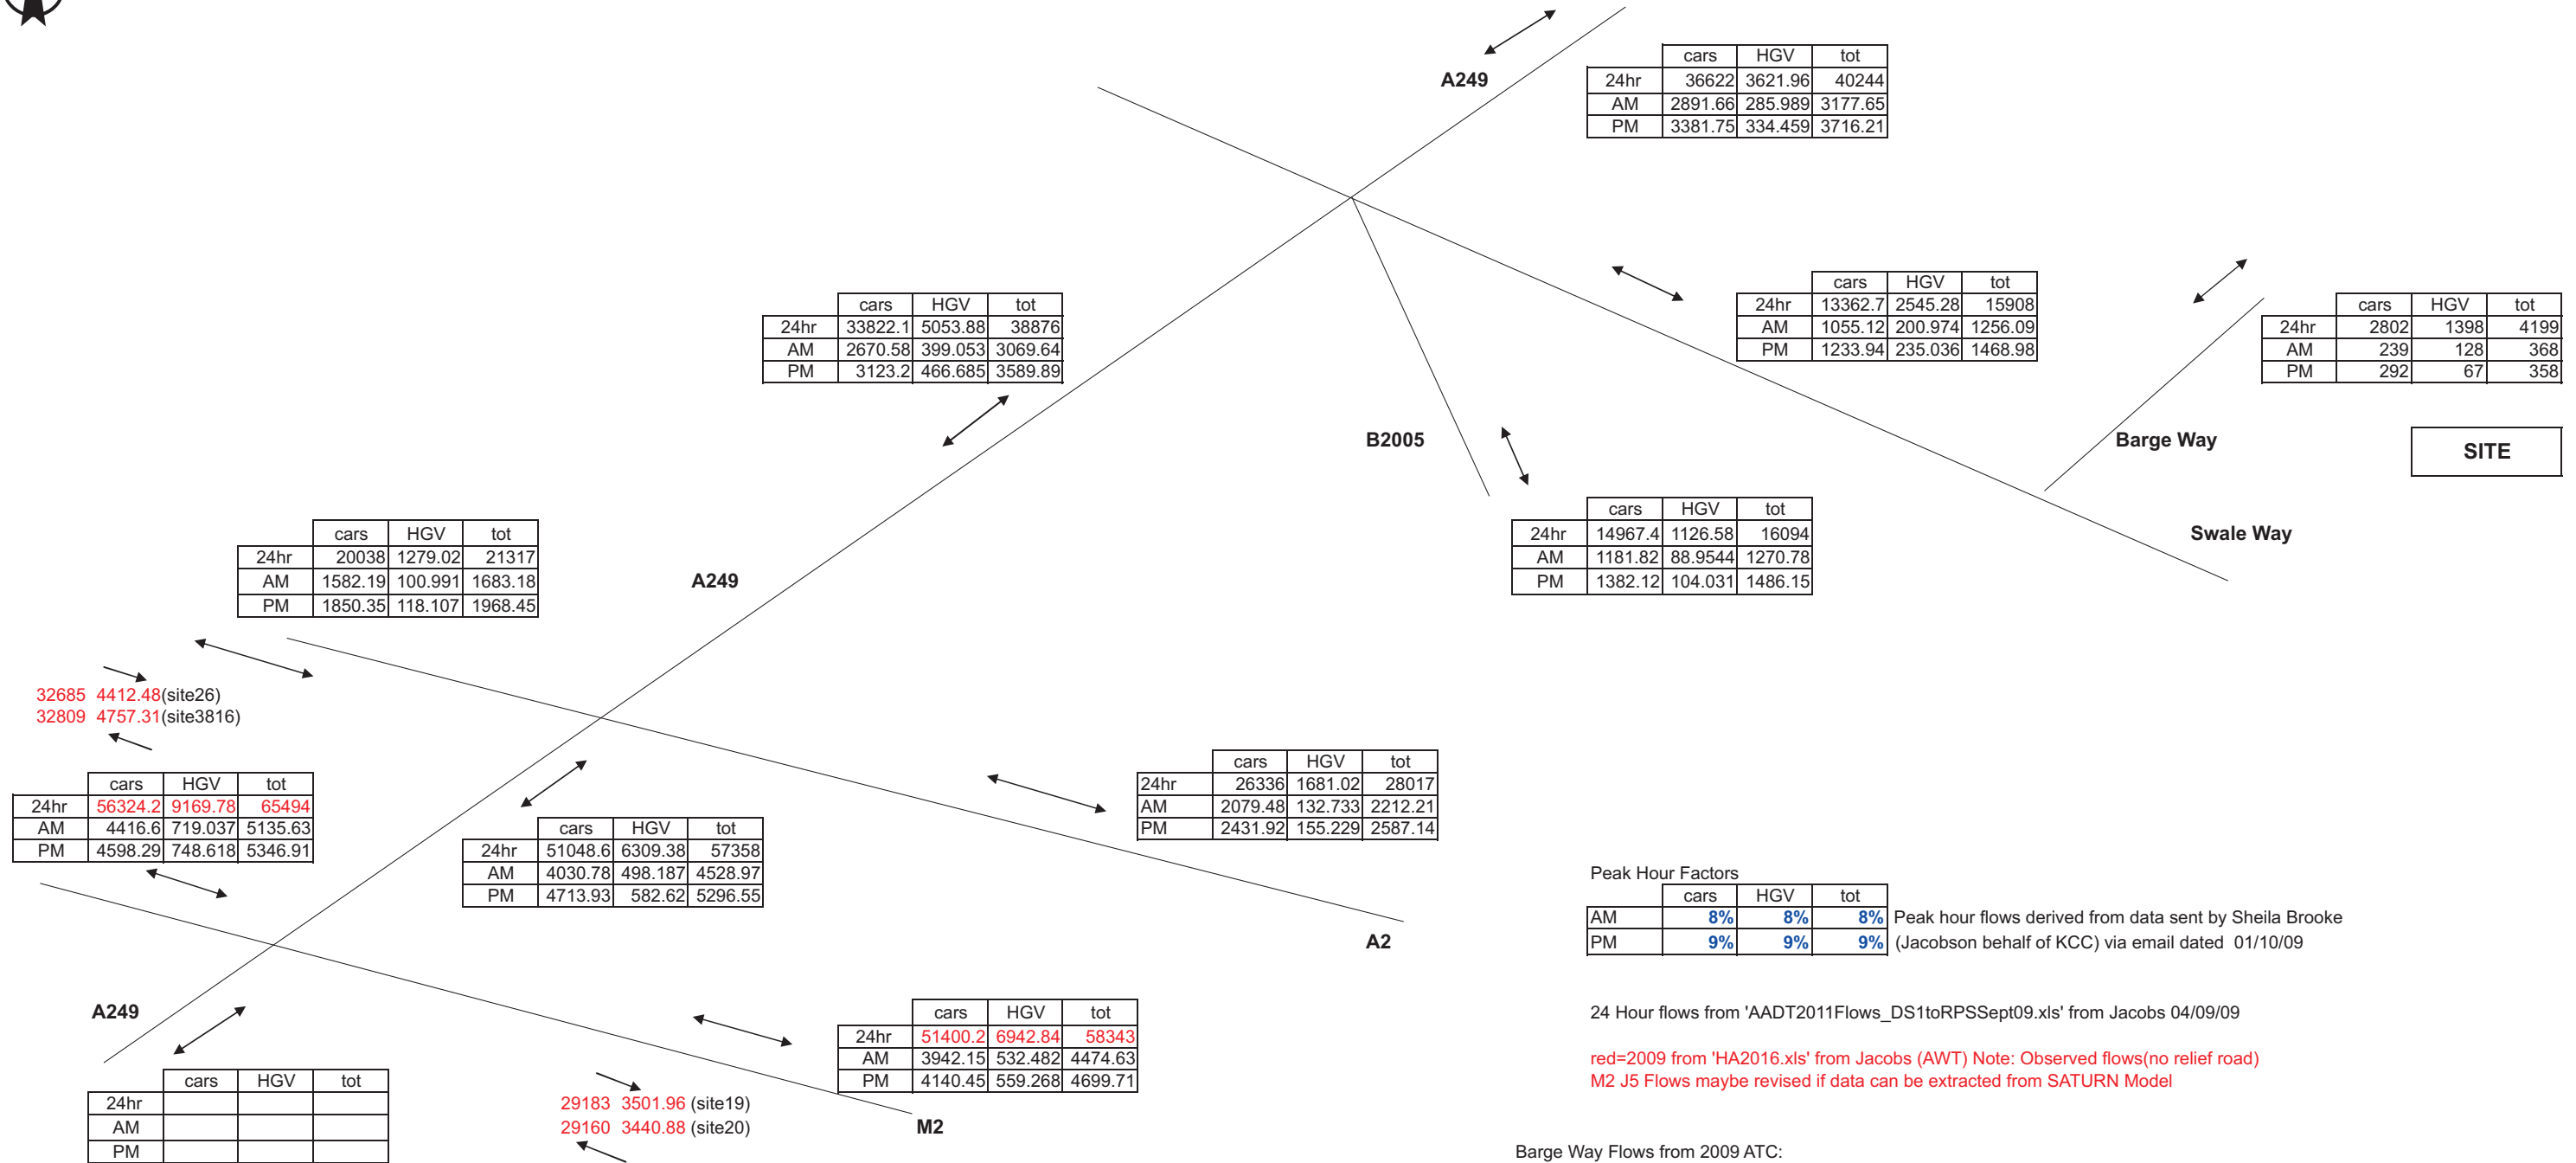 A249
cars HGV tot
24hr 36622 3621.96 40244
AM 2891.66 285.989 3177.65
PM 3381.75 334.459 3716.21
cars HGV tot
24hr 33822.1 5053.88 38876
AM 2670.58 399.053 3069.64
PM 3123.2 466.685 3589.89
cars HGV tot
24hr 13362.7 2545.28 15908
AM 1055.12 200.974 1256.09
PM 1233.94 235.036 1468.98
cars HGV tot
24hr 2802 1398 4199
AM 239 128 368
PM 292 67 358
B2005
Barge Way
SITE
cars HGV tot
24hr 14967.4 1126.58 16094
AM 1181.82 88.9544 1270.78
PM 1382.12 104.031 1486.15
Swale Way
cars HGV tot
24hr 20038 1279.02 21317
AM 1582.19 100.991 1683.18
PM 1850.35 118.107 1968.45
A249
32685 4412.48(site26)
32809 4757.31(site3816)
cars HGV tot
24hr 56324.2 9169.78 65494
AM 4416.6 719.037 5135.63
PM 4598.29 748.618 5346.91
cars HGV tot
24hr 51048.6 6309.38 57358
AM 4030.78 498.187 4528.97
PM 4713.93 582.62 5296.55
cars HGV tot
24hr 26336 1681.02 28017
AM 2079.48 132.733 2212.21
PM 2431.92 155.229 2587.14
A2
Peak Hour Factors
cars HGV tot
AM 8% 8% 8% Peak hour flows derived from data sent by Sheila Brooke
PM 9% 9% 9% (Jacobson behalf of KCC) via email dated 01/10/09
A249
cars HGV tot
24hr 51400.2 6942.84 58343
AM 3942.15 532.482 4474.63
PM 4140.45 559.268 4699.71
24 Hour flows from 'AADT2011Flows_DS1toRPSSept09.xls' from Jacobs 04/09/09
red=2009 from 'HA2016.xls' from Jacobs (AWT) Note: Observed flows(no relief road)
M2 J5 Flows maybe revised if data can be extracted from SATURN Model
cars HGV tot
24hr
AM
PM
29183 3501.96 (site19)
29160 3440.88 (site20)
M2
Barge Way Flows from 2009 ATC: